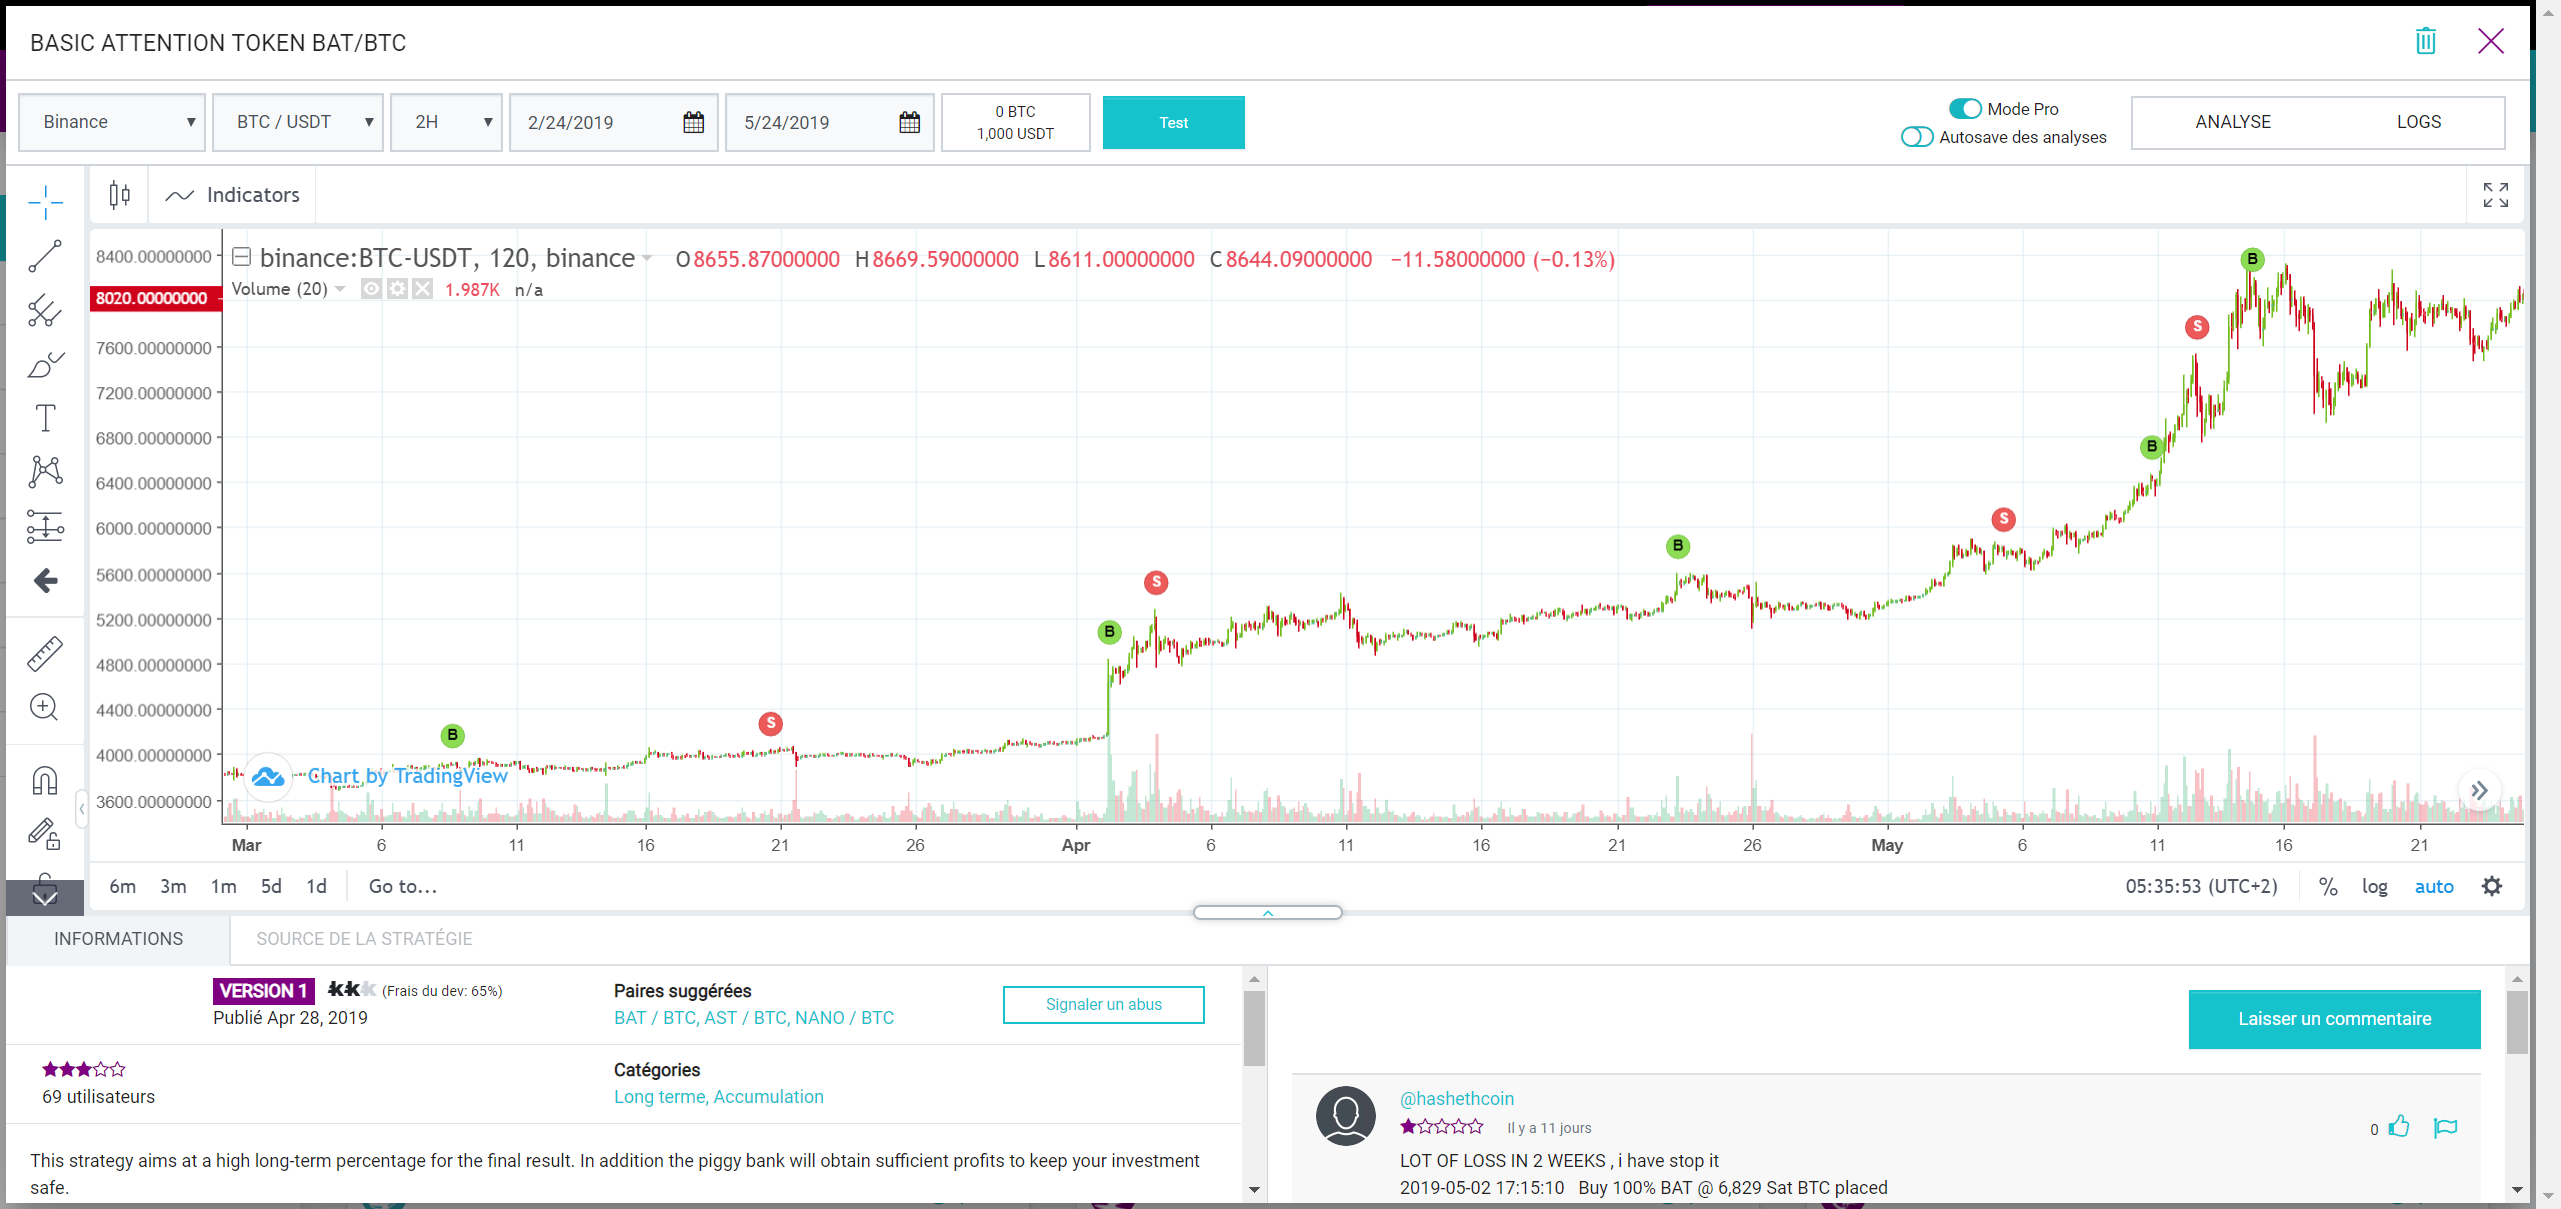 BASIC ATTENTION TOKEN BAT/BTC
Binance
BTC / USDT
2H
2/24/2019
5/24/2019
0 BTC
1,000 USDT
Test
Mode Pro
Autosave des analyses
ANALYSE
LOGS
Indicators
binance:BTC-USDT, 120, binance O8655.87000000 H8669.59000000 L8611.00000000 C8644.09000000 −11.58000000 (−0.13%)
Volume (20) 1.987K n/a
8400.00000000
8020.00000000
7600.00000000
7200.00000000
6800.00000000
6400.00000000
6000.00000000
5600.00000000
5200.00000000
4800.00000000
4400.00000000
4000.00000000
3600.00000000
B
S
B
S
B
S
B
S
B
Chart by TradingView
Mar 6 11 16 21 26 Apr 6 11 16 21 26 May 6 11 16 21
6m 3m 1m 5d 1d Go to...
05:35:53 (UTC+2) % log auto
INFORMATIONS
SOURCE DE LA STRATÉGIE
VERSION 1
(Frais du dev: 65%)
Publié Apr 28, 2019
Paires suggérées
BAT / BTC, AST / BTC, NANO / BTC
Signaler un abus
69 utilisateurs
Catégories
Long terme, Accumulation
This strategy aims at a high long-term percentage for the final result. In addition the piggy bank will obtain sufficient profits to keep your investment
safe.
Laisser un commentaire
@hashethcoin
Il y a 11 jours
0
LOT OF LOSS IN 2 WEEKS , i have stop it
2019-05-02 17:15:10 Buy 100% BAT @ 6,829 Sat BTC placed